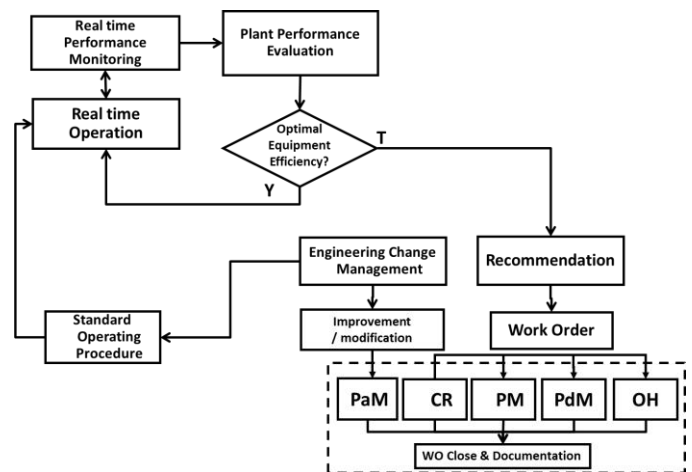 Real time
Performance
Monitoring
Plant Performance
Evaluation
Real time
Operation
Optimal
Equipment
Efficiency?
T
Y
Engineering Change
Management
Recommendation
Standard
Operating
Procedure
Improvement
/ modification
Work Order
PaM
CR
PM
PdM
OH
WO Close & Documentation